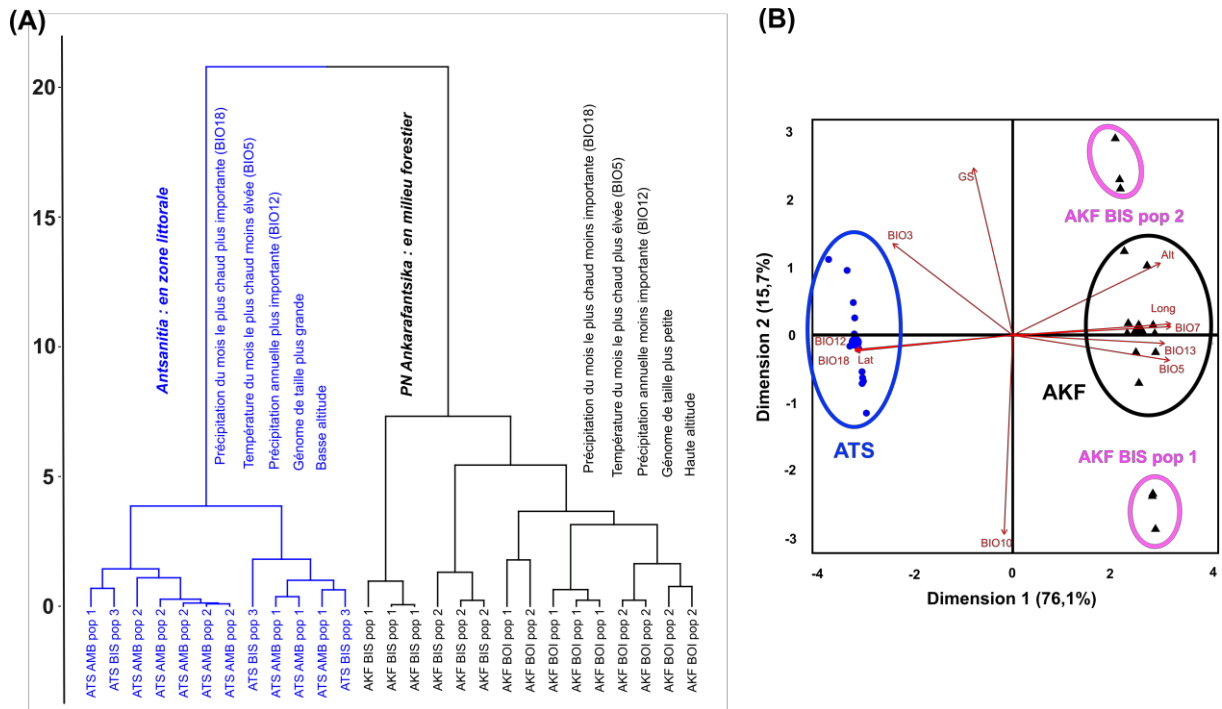 (A)
20
15
10
5
0
Antsanitia : en zone littorale
Précipitation du mois le plus chaud plus importante (BIO18)
Température du mois le plus chaud moins élvée (BIO5)
Précipitation annuelle plus importante (BIO12)
Génome de taille plus grande
Basse altitude
PN Ankarafantsika : en milieu forestier
Précipitation du mois le plus chaud moins importante (BIO18)
Température du mois le plus chaud plus élvée (BIO5)
Précipitation annuelle moins importante (BIO12)
Génome de taille plus petite
Haute altitude
ATS AMB pop 1
ATS BIS pop 3
ATS AMB pop 2
ATS AMB pop 2
ATS AMB pop 2
ATS AMB pop 2
ATS AMB pop 2
ATS BIS pop 3
ATS AMB pop 1
ATS AMB pop 1
ATS AMB pop 1
ATS BIS pop 3
AKF BIS pop 1
AKF BIS pop 1
AKF BIS pop 1
AKF BIS pop 2
AKF BIS pop 2
AKF BIS pop 2
AKF BOI pop 1
AKF BOI pop 2
AKF BOI pop 1
AKF BOI pop 1
AKF BOI pop 1
AKF BOI pop 2
AKF BOI pop 2
AKF BOI pop 2
AKF BOI pop 2
(B)
Dimension 2 (15,7%)
3
2
1
0
-1
-2
-3
-4
-2
0
2
4
Dimension 1 (76,1%)
GS
BIO3
BIO12
BIO18
Lat
BIO10
Alt
Long
BIO7
BIO13
BIO5
ATS
AKF
AKF BIS pop 2
AKF BIS pop 1